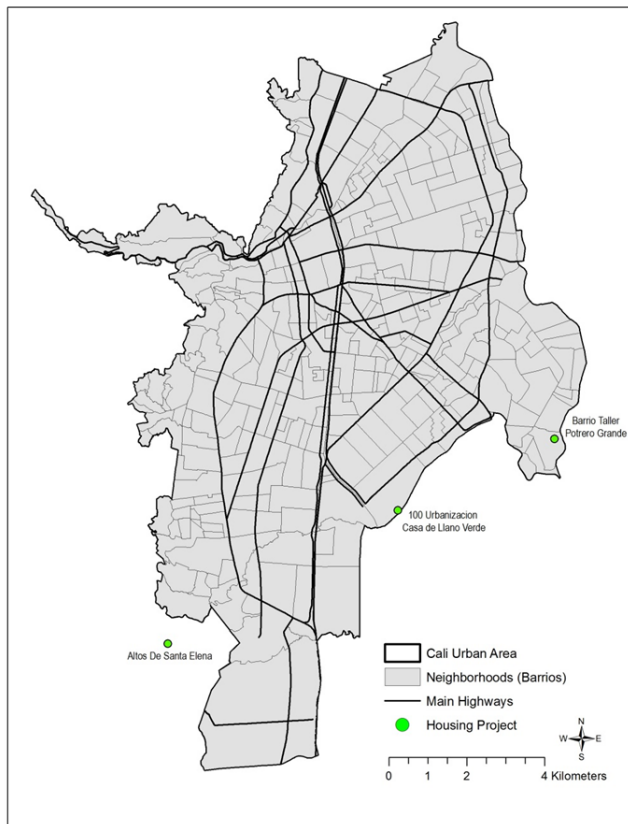 Barrio Taller
Potrero Grande
100 Urbanizacion
Casa de Llano Verde
Altos De Santa Elena
Cali Urban Area
Neighborhoods (Barrios)
Main Highways
Housing Project
N
W E
S
0 1 2 4 Kilometers